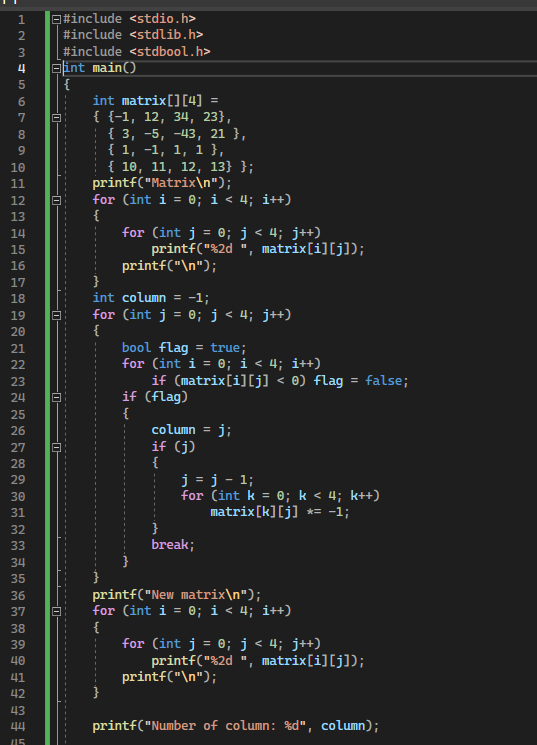 1 #include <stdio.h>
2 #include <stdlib.h>
3 #include <stdbool.h>
4 int main()
5 {
6 int matrix[][4] =
7 { {-1, 12, 34, 23},
8 { 3, -5, -43, 21 },
9 { 1, -1, 1, 1 },
10 { 10, 11, 12, 13} };
11 printf("Matrix\n");
12 for (int i = 0; i < 4; i++)
13 {
14 for (int j = 0; j < 4; j++)
15 printf("%2d ", matrix[i][j]);
16 printf("\n");
17 }
18 int column = -1;
19 for (int j = 0; j < 4; j++)
20 {
21 bool flag = true;
22 for (int i = 0; i < 4; i++)
23 if (matrix[i][j] < 0) flag = false;
24 if (flag)
25 {
26 column = j;
27 if (j)
28 {
29 j = j - 1;
30 for (int k = 0; k < 4; k++)
31 matrix[k][j] *= -1;
32 }
33 break;
34 }
35 }
36 printf("New matrix\n");
37 for (int i = 0; i < 4; i++)
38 {
39 for (int j = 0; j < 4; j++)
40 printf("%2d ", matrix[i][j]);
41 printf("\n");
42 }
43
44 printf("Number of column: %d", column);
45